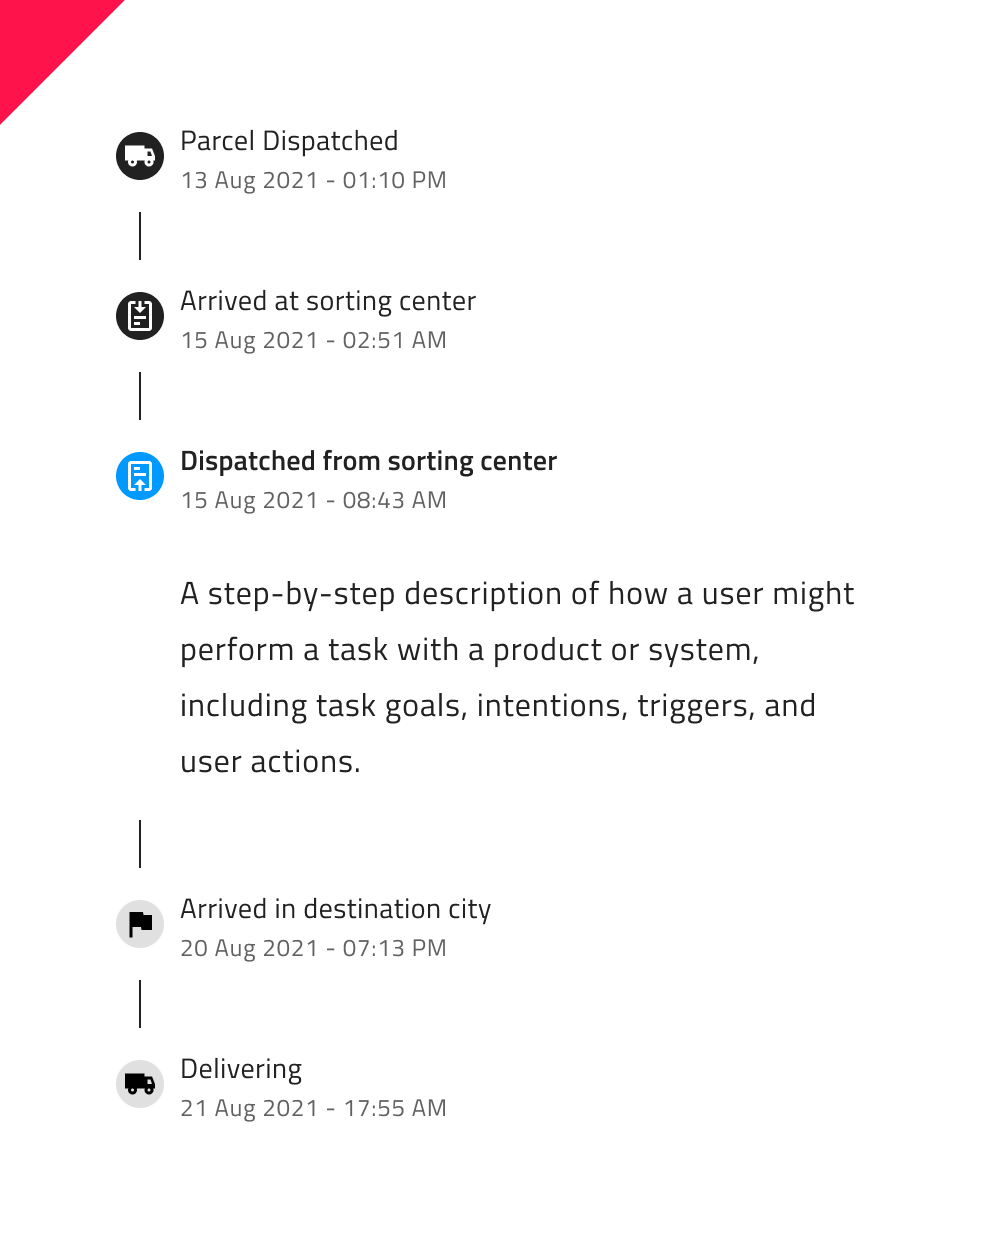 Parcel Dispatched
13 Aug 2021 - 01:10 PM
Arrived at sorting center
15 Aug 2021 - 02:51 AM
Dispatched from sorting center
15 Aug 2021 - 08:43 AM
A step-by-step description of how a user might
perform a task with a product or system,
including task goals, intentions, triggers, and
user actions.
Arrived in destination city
20 Aug 2021 - 07:13 PM
Delivering
21 Aug 2021 - 17:55 AM